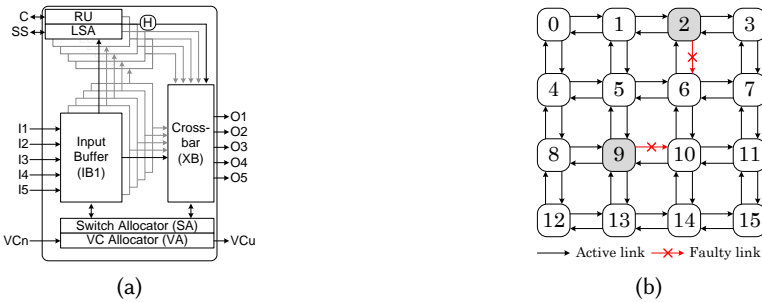 C
RU
H
SS
LSA
I1
I2
I3
I4
I5
Input
Buffer
(IB1)
Cross-
bar
(XB)
O1
O2
O3
O4
O5
Switch Allocator (SA)
VCn
VC Allocator (VA)
VCu
(a)
0 1 2 3
4 5 6 7
8 9 10 11
12 13 14 15
Active link Faulty link
(b)